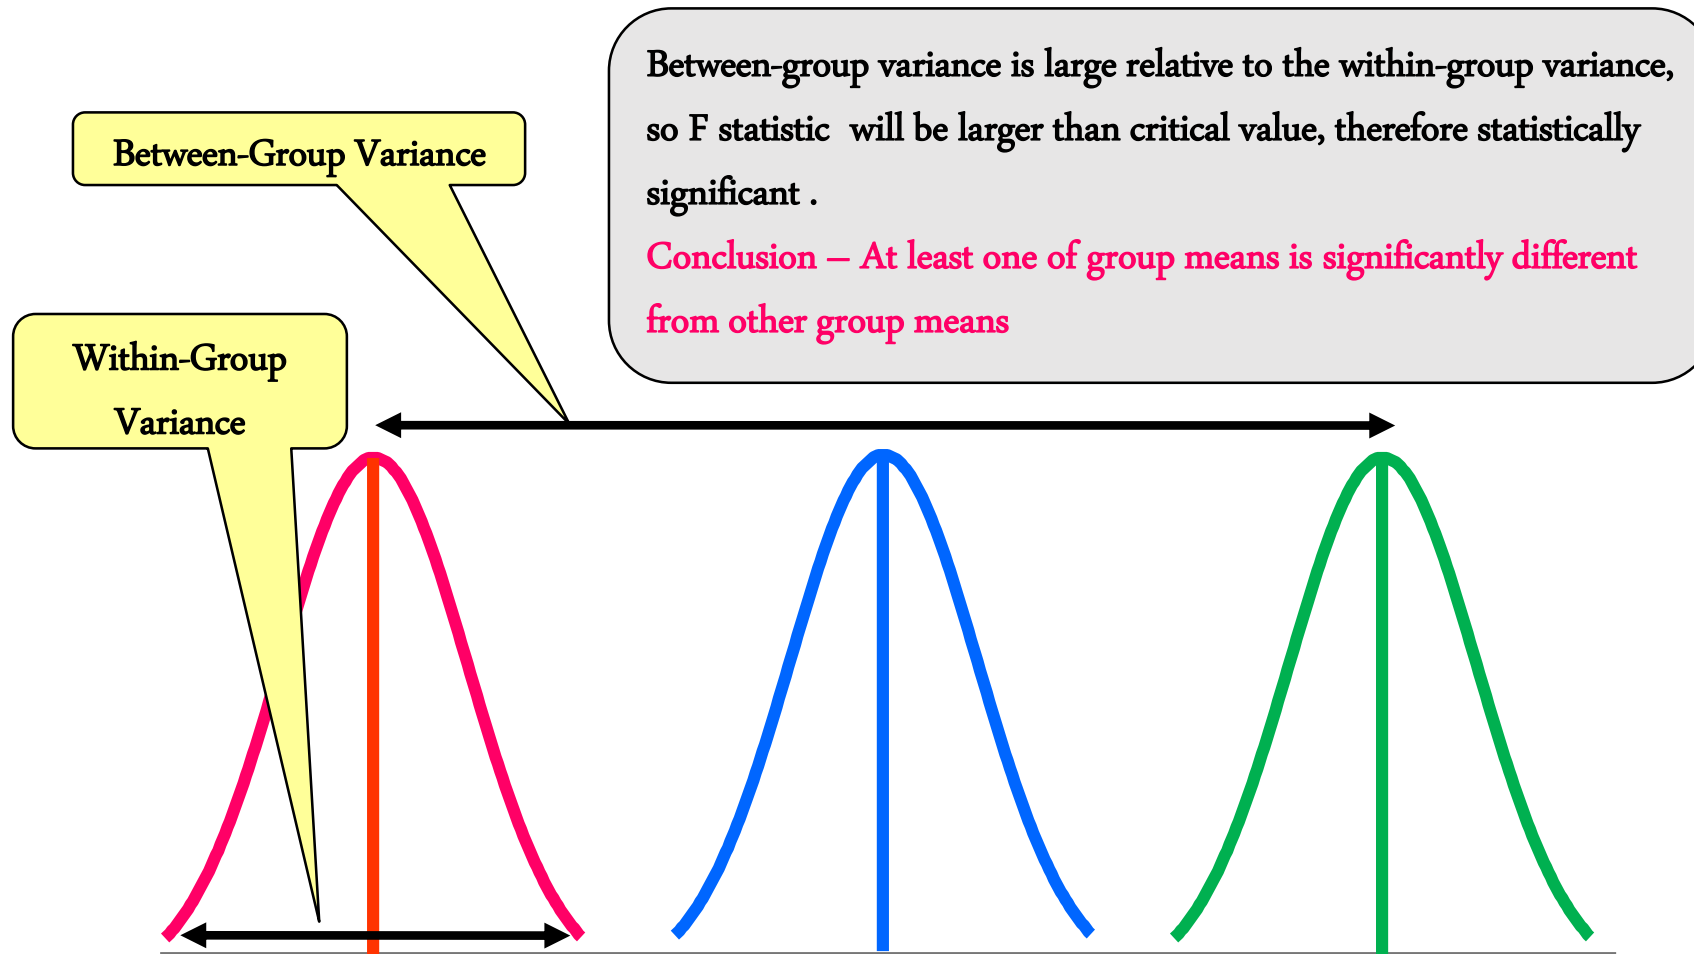 Between-group variance is large relative to the within-group variance,
so F statistic  will be larger than critical value, therefore statistically
significant .
Conclusion – At least one of group means is significantly different
from other group means
Between-Group Variance
Within-Group
Variance